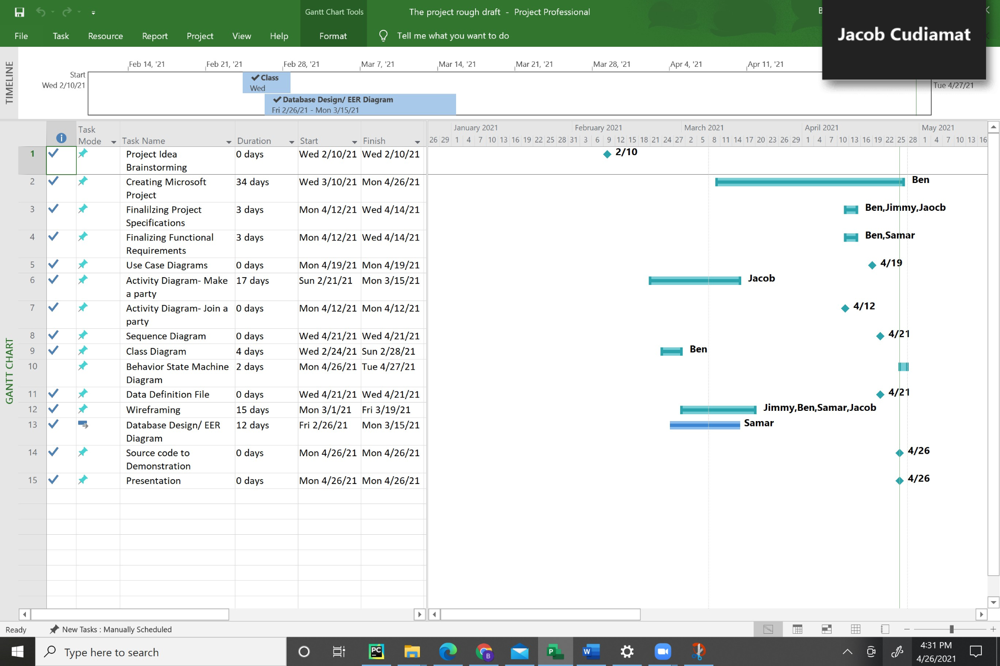 Gantt Chart Tools
The project rough draft - Project Professional
B
File Task Resource Report Project View Help Format Tell me what you want to do
Jacob Cudiamat
TIMELINE
Feb 14, '21 Feb 21, '21 Feb 28, '21 Mar 7, '21 Mar 14, '21 Mar 21, '21 Mar 28, '21 Apr 4, '21 Apr 11, '21
Start
Wed 2/10/21
Class
Wed
Database Design/ EER Diagram
Fri 2/26/21 - Mon 3/15/21
Tue 4/27/21
GANTT CHART
Task
Mode Task Name Duration Start Finish
January 2021 February 2021 March 2021 April 2021 May 2021
26 29 1 4 7 10 13 16 19 22 25 28 31 3 6 9 12 15 18 21 24 27 2 5 8 11 14 17 20 23 26 29 1 4 7 10 13 16 19 22 25 28 1 4 7 10 13 16
1 Project Idea 0 days Wed 2/10/21 Wed 2/10/21 2/10
Brainstorming
2 Creating Microsoft 34 days Wed 3/10/21 Mon 4/26/21 Ben
Project
3 Finalilzing Project 3 days Mon 4/12/21 Wed 4/14/21 Ben,Jimmy,Jaocb
Specifications
4 Finalizing Functional 3 days Mon 4/12/21 Wed 4/14/21 Ben,Samar
Requirements
5 Use Case Diagrams 0 days Mon 4/19/21 Mon 4/19/21 4/19
6 Activity Diagram- Make 17 days Sun 2/21/21 Mon 3/15/21 Jacob
a party
7 Activity Diagram- Join a 0 days Mon 4/12/21 Mon 4/12/21 4/12
party
8 Sequence Diagram 0 days Wed 4/21/21 Wed 4/21/21 4/21
9 Class Diagram 4 days Wed 2/24/21 Sun 2/28/21 Ben
10 Behavior State Machine 2 days Mon 4/26/21 Tue 4/27/21
Diagram
11 Data Definition File 0 days Wed 4/21/21 Wed 4/21/21 4/21
12 Wireframing 15 days Mon 3/1/21 Fri 3/19/21 Jimmy,Ben,Samar,Jacob
13 Database Design/ EER 12 days Fri 2/26/21 Mon 3/15/21 Samar
Diagram
14 Source code to 0 days Mon 4/26/21 Mon 4/26/21 4/26
Demonstration
15 Presentation 0 days Mon 4/26/21 Mon 4/26/21 4/26
Ready New Tasks : Manually Scheduled
Type here to search
PC
B
P
W
4:31 PM
4/26/2021